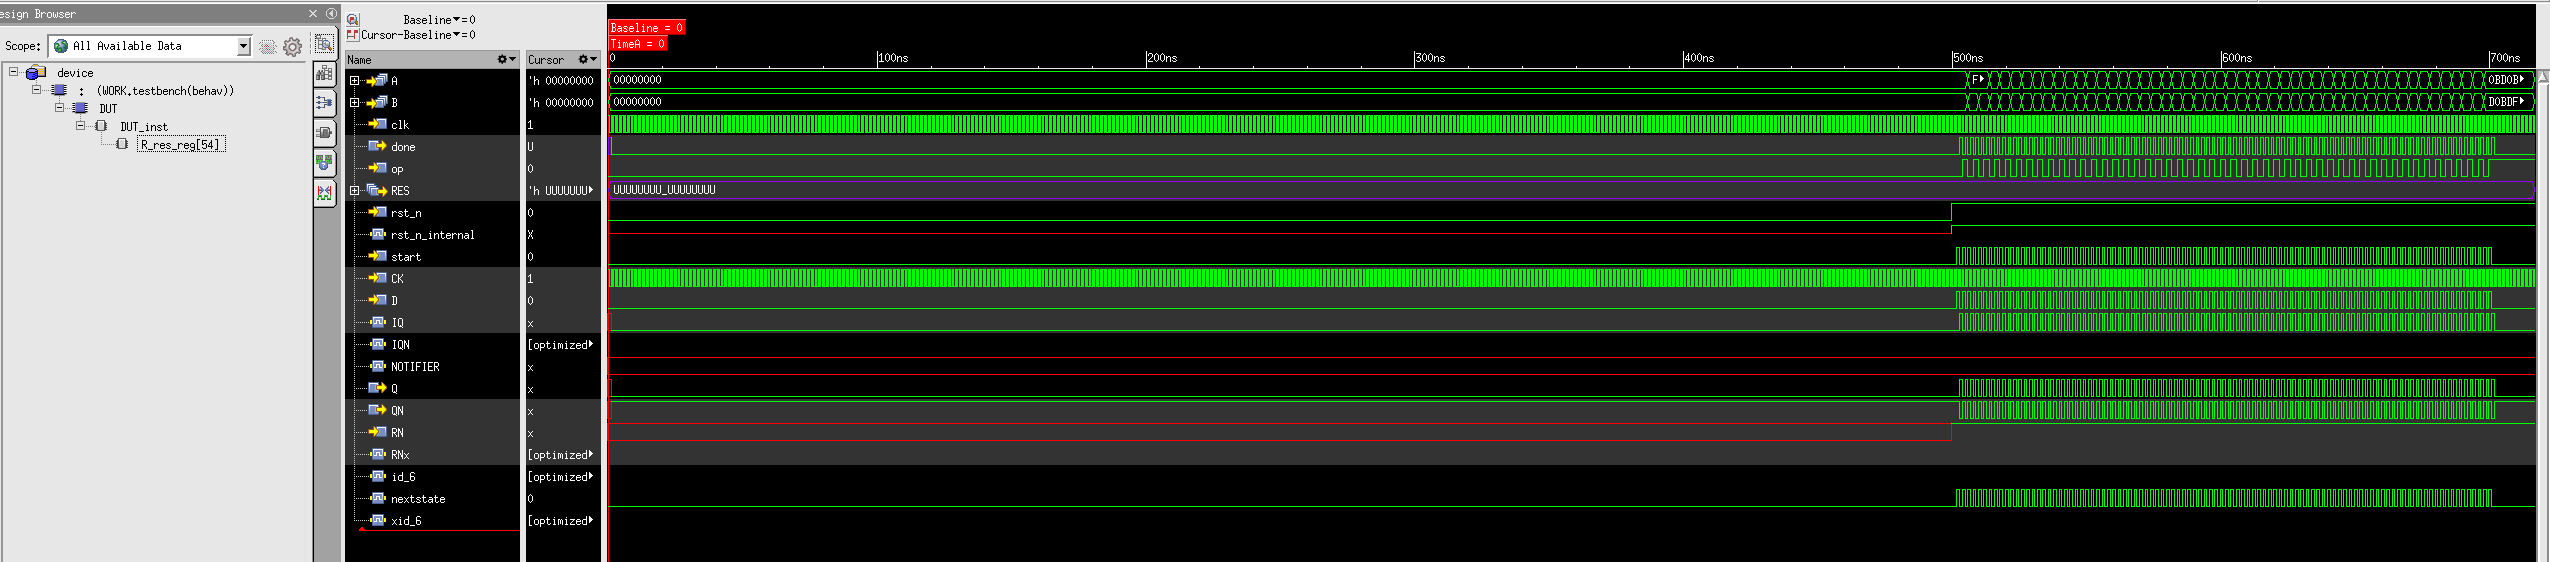 esign Browser
Scope: All Available Data
device
: (WORK.testbench(behav))
DUT
DUT_inst
R_res_reg[54]
Baseline = 0
Cursor-Baseline = 0
Name Cursor
A 'h 00000000
B 'h 00000000
clk 1
done U
op 0
RES 'h UUUUUU
rst_n 0
rst_n_internal X
start 0
CK 1
D 0
IQ x
IQN [optimized
NOTIFIER x
Q x
QN x
RN x
RNx [optimized
id_6 [optimized
nextstate 0
xid_6 [optimized
Baseline = 0
TimeA = 0
0 100ns 200ns 300ns 400ns 500ns 600ns 700ns
00000000 F 0BD0B
00000000 D0BDF
UUUUUUUU_UUUUUUUU